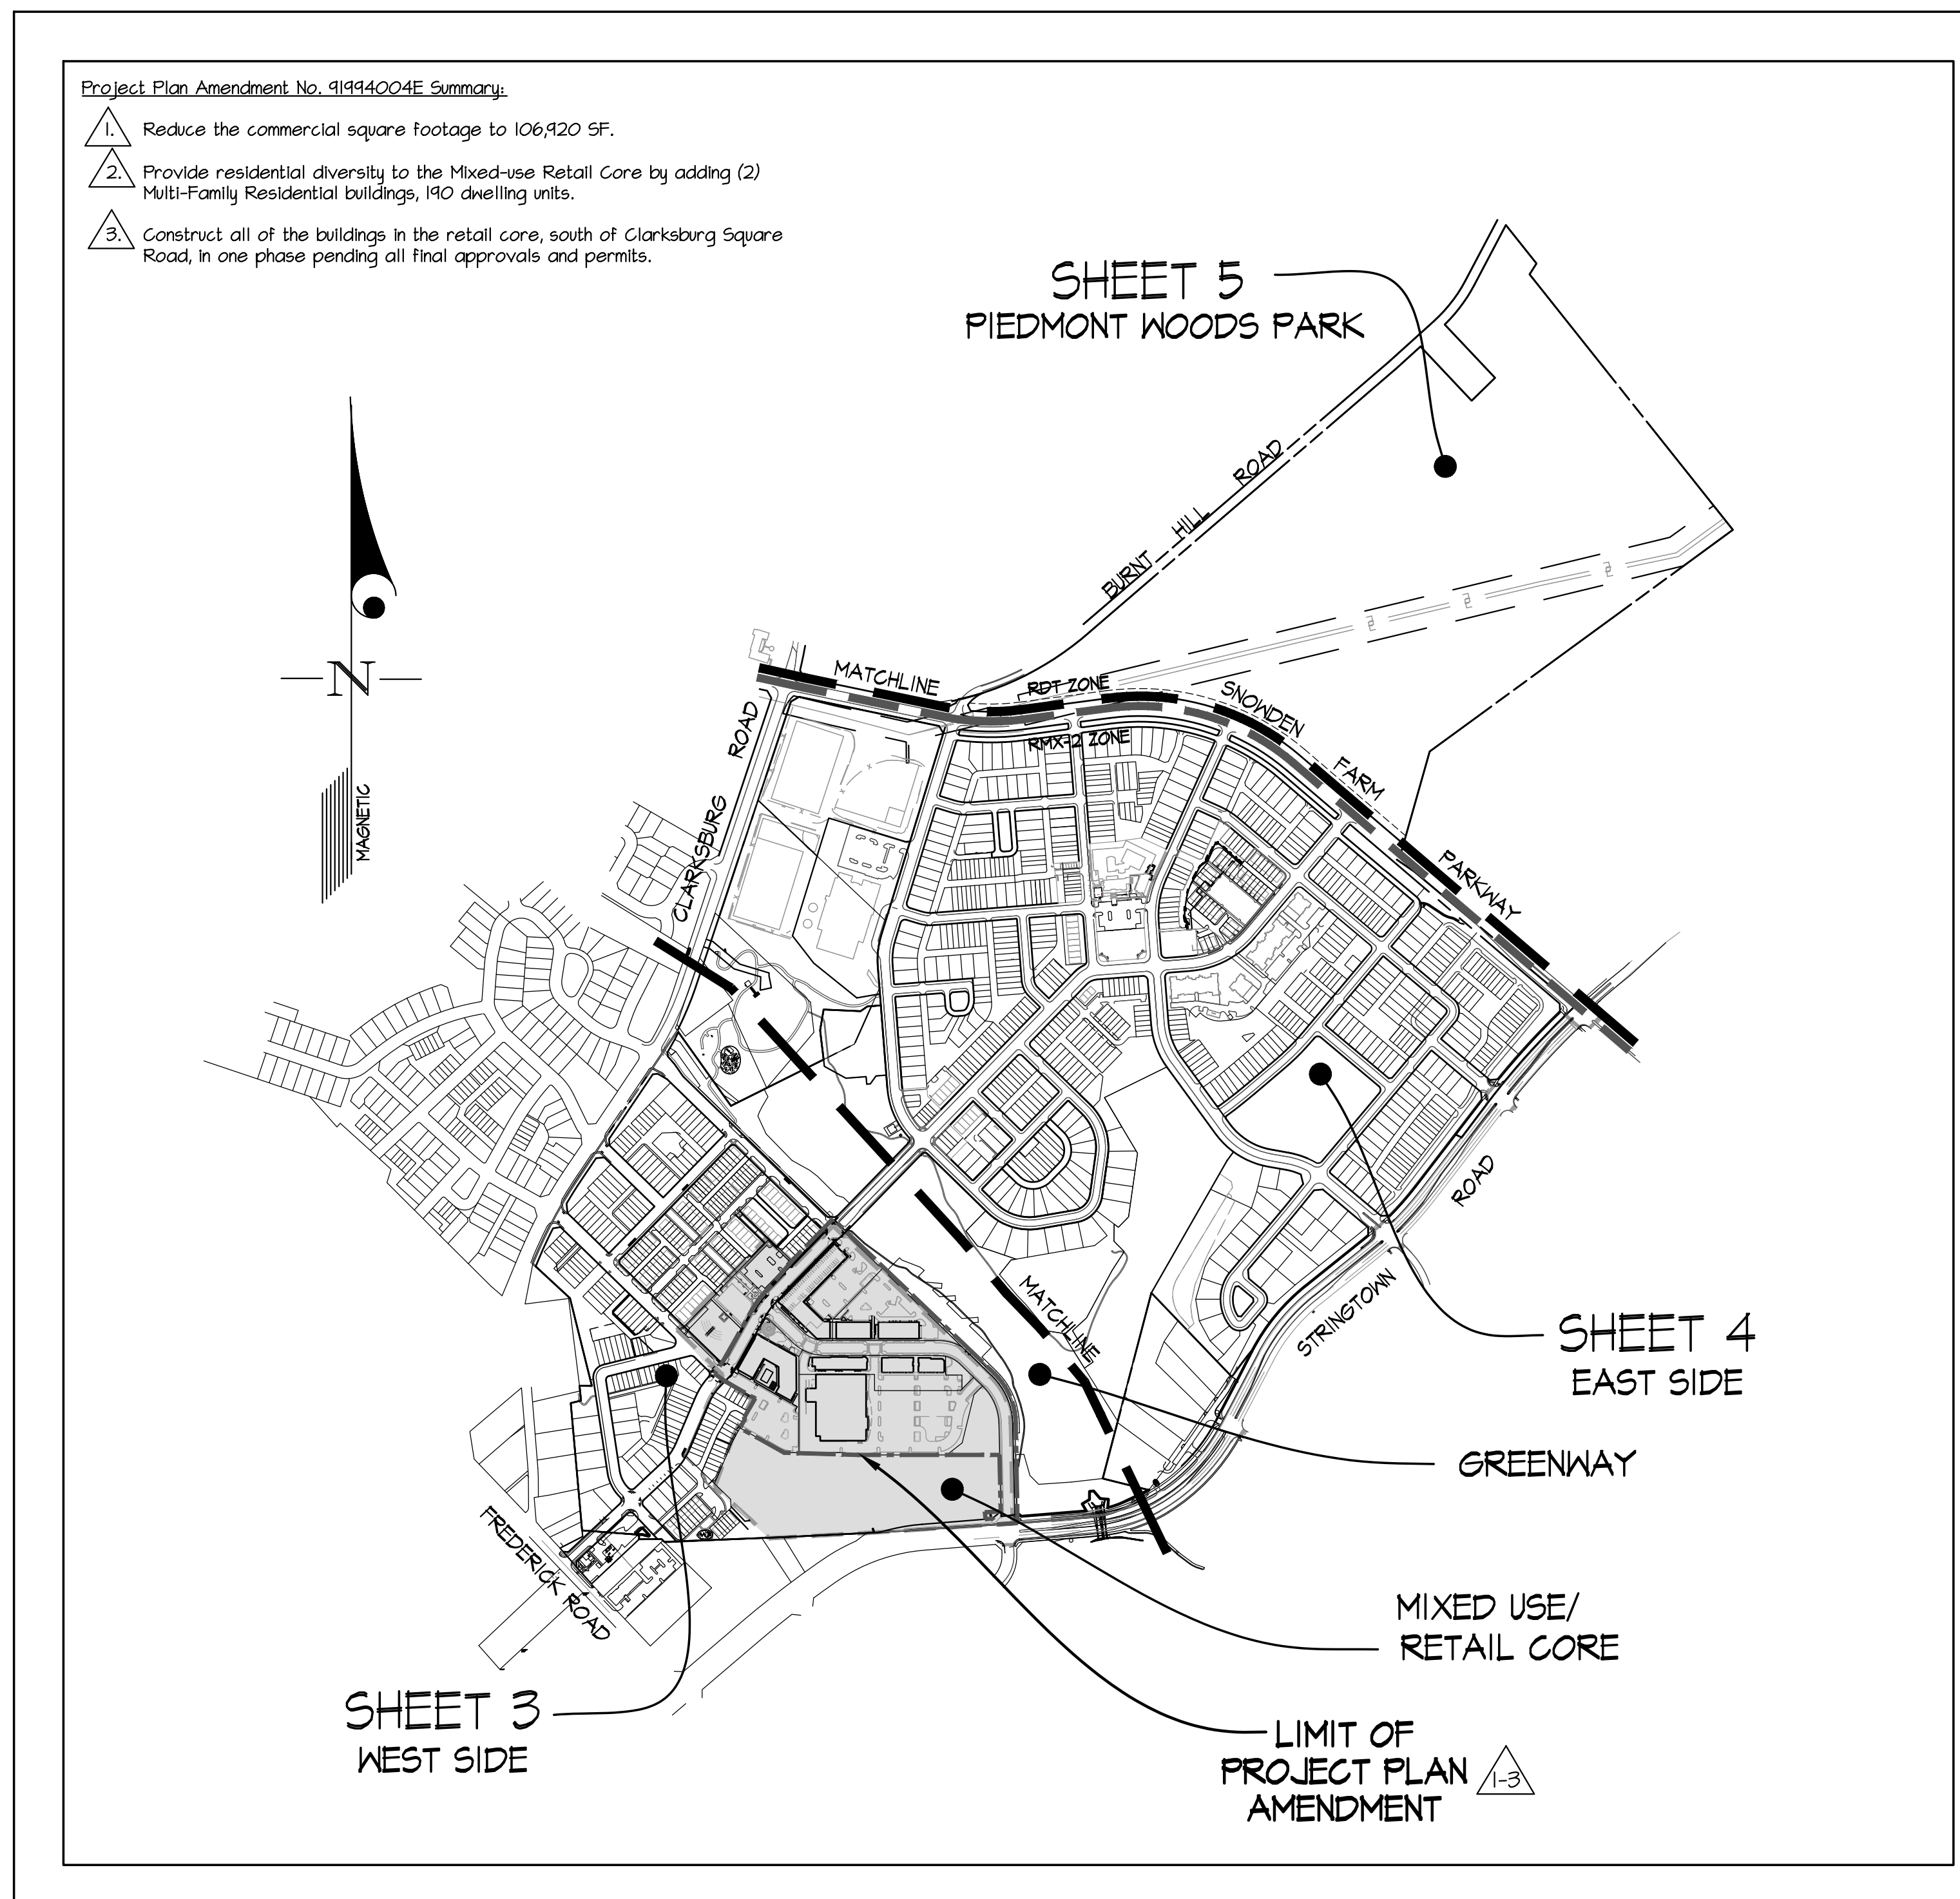 Project Plan Amendment No. 91994004E Summary:
1. Reduce the commercial square footage to 106,920 SF.
2. Provide residential diversity to the Mixed-use Retail Core by adding (2)
Multi-Family Residential buildings, 190 dwelling units.
3. Construct all of the buildings in the retail core, south of Clarksburg Square
Road, in one phase pending all final approvals and permits.
SHEET 5
PIEDMONT WOODS PARK
BURNT HILL ROAD
N
MAGNETIC
MATCHLINE
RDT ZONE
RMX-2 ZONE
SNOWDEN FARM PARKWAY
CLARKSBURG ROAD
MATCHLINE
STRINGTOWN ROAD
SHEET 4
EAST SIDE
GREENWAY
FREDERICK ROAD
MIXED USE/
RETAIL CORE
SHEET 3
WEST SIDE
LIMIT OF
PROJECT PLAN
AMENDMENT
1-3